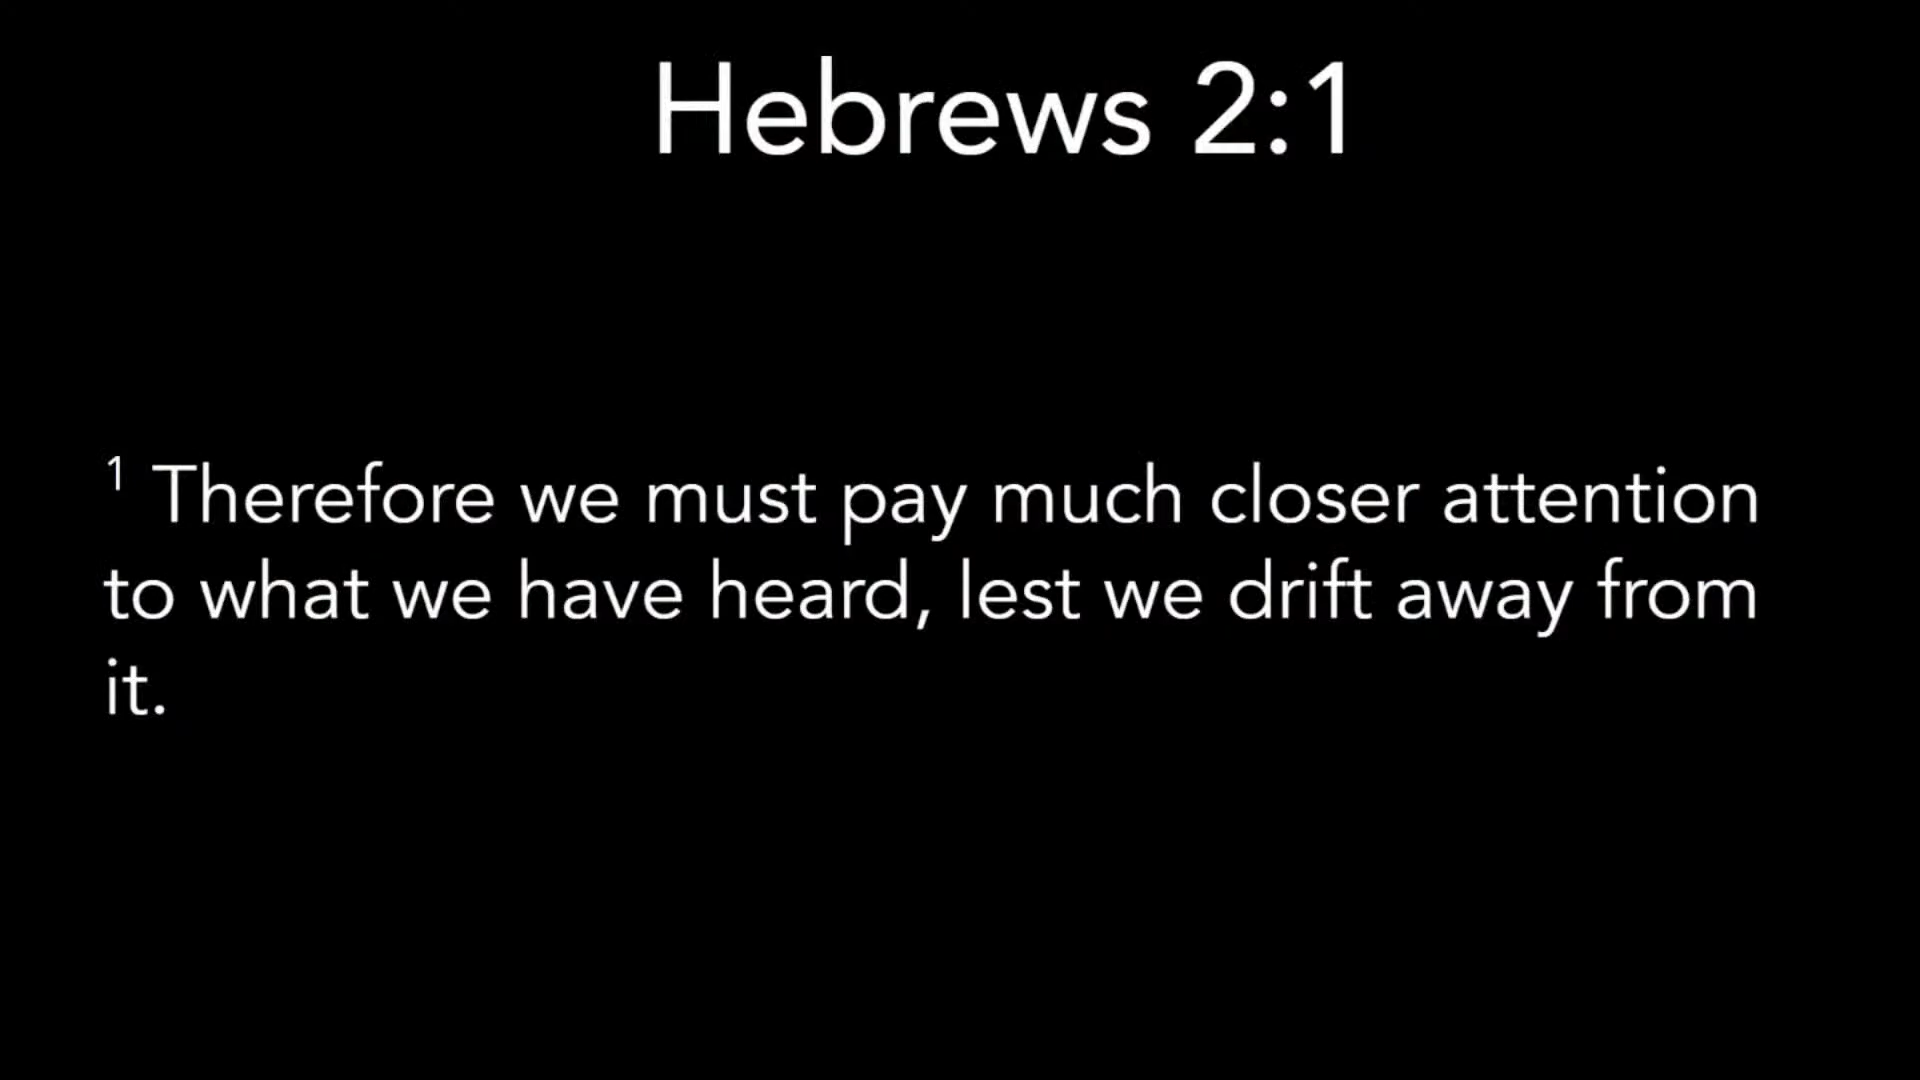 Hebrews 2:1
1 Therefore we must pay much closer attention
to what we have heard, lest we drift away from
it.